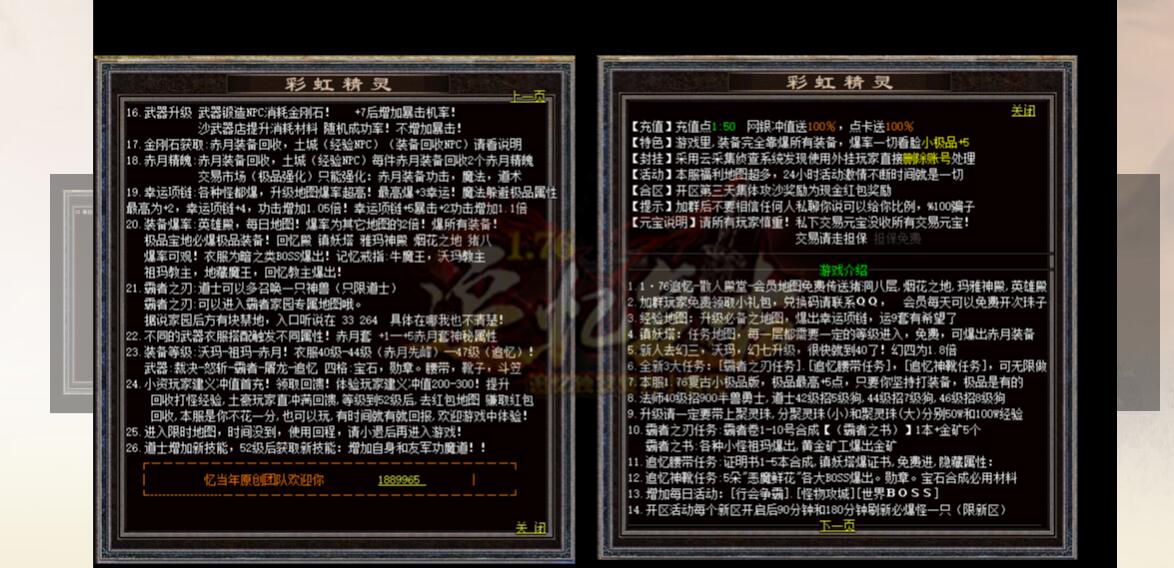 彩虹精灵
上一页
16.武器升级 武器锻造NPC消耗金刚石! +7后增加暴击机车!
沙武器店提升消耗材料 随机成功率! 不增加暴击!
17.金刚石获取:赤月装备回收,土城(经验NPC)(装备回收NPC)请看说明
18.赤月精魄:赤月装备回收,土城(经验NPC)每件赤月装备回收2个赤月精魄
交易市场(极品强化)只能强化:赤月装备功击,魔法,道术
19.幸运项链:各种怪都爆,升级地图爆率超高! 最高爆+3幸运! 魔法躲避极品属性
最高为+2,幸运项链+4,功击增加1.05倍! 幸运项链+5暴击+2功击增加1.1倍
20.装备爆车:英雄殿,每日地图! 爆车为其它地图的2倍! 爆所有装备!
极品宝地必爆极品装备! 回忆殿 镇妖塔 雅玛神殿 烟花之地 猪八
爆车可观! 衣服为暗之类BOSS爆出! 记忆戒指:牛魔王,沃玛教主
祖玛教主,地藏魔王,回忆教主爆出!
21.霸者之刃:道士可以多召唤一只神兽(只限道士)
霸者之刃:可以进入霸者家园专属地图哦。
据说家园后方有块禁地,入口听说在 33 264 具体在哪我也不清楚!
22.不同的武器衣服搭配触发不同属性! 赤月套 +1-+5赤月套神秘属性
23.装备等级:沃玛-祖玛-赤月! 衣服40级-44级(赤月先峰)—47级(追忆)!
武器:裁决-怒斩-霸者-屠龙-追忆 四格:宝石,勋章。腰带,靴子,斗笠
24.小资玩家建义冲值首充! 领取回馈! 体验玩家建义冲值200-300! 提升
回收打怪经验,土豪玩家直冲满回馈,等级到52级后,去红包地图 赚取红包
回收,本服是你不花一分,也可以玩,有时间就有就回报,欢迎游戏中体验!
25.进入限时地图,时间没到,使用回程,请小退后再进入游戏!
26.道士增加新技能,52级后获取新技能:增加自身和友军功魔道!!
忆当年原创团队欢迎你 1889965
关 闭
彩虹精灵
关闭
【充值】充值点1:50 网银冲值送100%,点卡送100%
【特色】游戏里,装备完全靠爆所有装备,爆车一切看脸小极品+5
【封挂】采用云采集侦查系统发现使用外挂玩家直接删除账号处理
【活动】本服福利地图超多,24小时活动激情不断时间就是一切
【合区】开区第三天集体攻沙奖励为现金红包奖励
【提示】加群后不要相信任何人私聊你说可以给你比例,%100骗子
【元宝说明】请所有玩家慎重! 私下交易元宝没收所有交易元宝!
交易请走担保 担保免费
游戏介绍
1.1·76追忆-散人殿堂-会员地图免费传送猪洞八层,烟花之地,玛雅神殿,英雄殿
2.加群玩家免费领取小礼包,兑换码请联系QQ, 会员每天可以免费开次珠子
3.经验地图:升级必备之地图,爆出幸运项链,运9套有希望了
4.镇妖塔:任务地图,每一层都需要一定的等级进入,免费,可爆出赤月装备
5.新人去幻三,沃玛,幻七升级,很快就到40了! 幻四为1.8倍
6.全新3大任务:[霸者之刃任务].[追忆腰带任务],[追忆神靴任务],可无限做
7.本服1.76复古小极品版,极品最高+5点,只要你坚持打装备,极品是有的
8.法师40级招900半兽勇士,道士42级招5级狗,44级招7级狗,46级招8级狗
9.升级请一定要带上聚灵珠,分聚灵珠(小)和聚灵珠(大)分别50W和100W经验
10.霸者之刃任务:霸者卷1-10号合成【(霸者之书)】1本+金矿5个
霸者之书:各种小怪祖玛爆出,黄金矿工爆出金矿
11.追忆腰带任务:证明书1-5本合成,镇妖塔爆证书,免费进,隐藏属性:
12.追忆神靴任务:5朵"恶魔鲜花"各大BOSS爆出。勋章。宝石合成必用材料
13.增加每日活动:[行会争霸].[怪物攻城][世界BOSS]
14.开区活动每个新区开启后90分钟和180分钟刷新必爆怪一只(限新区)
下一页
1.76